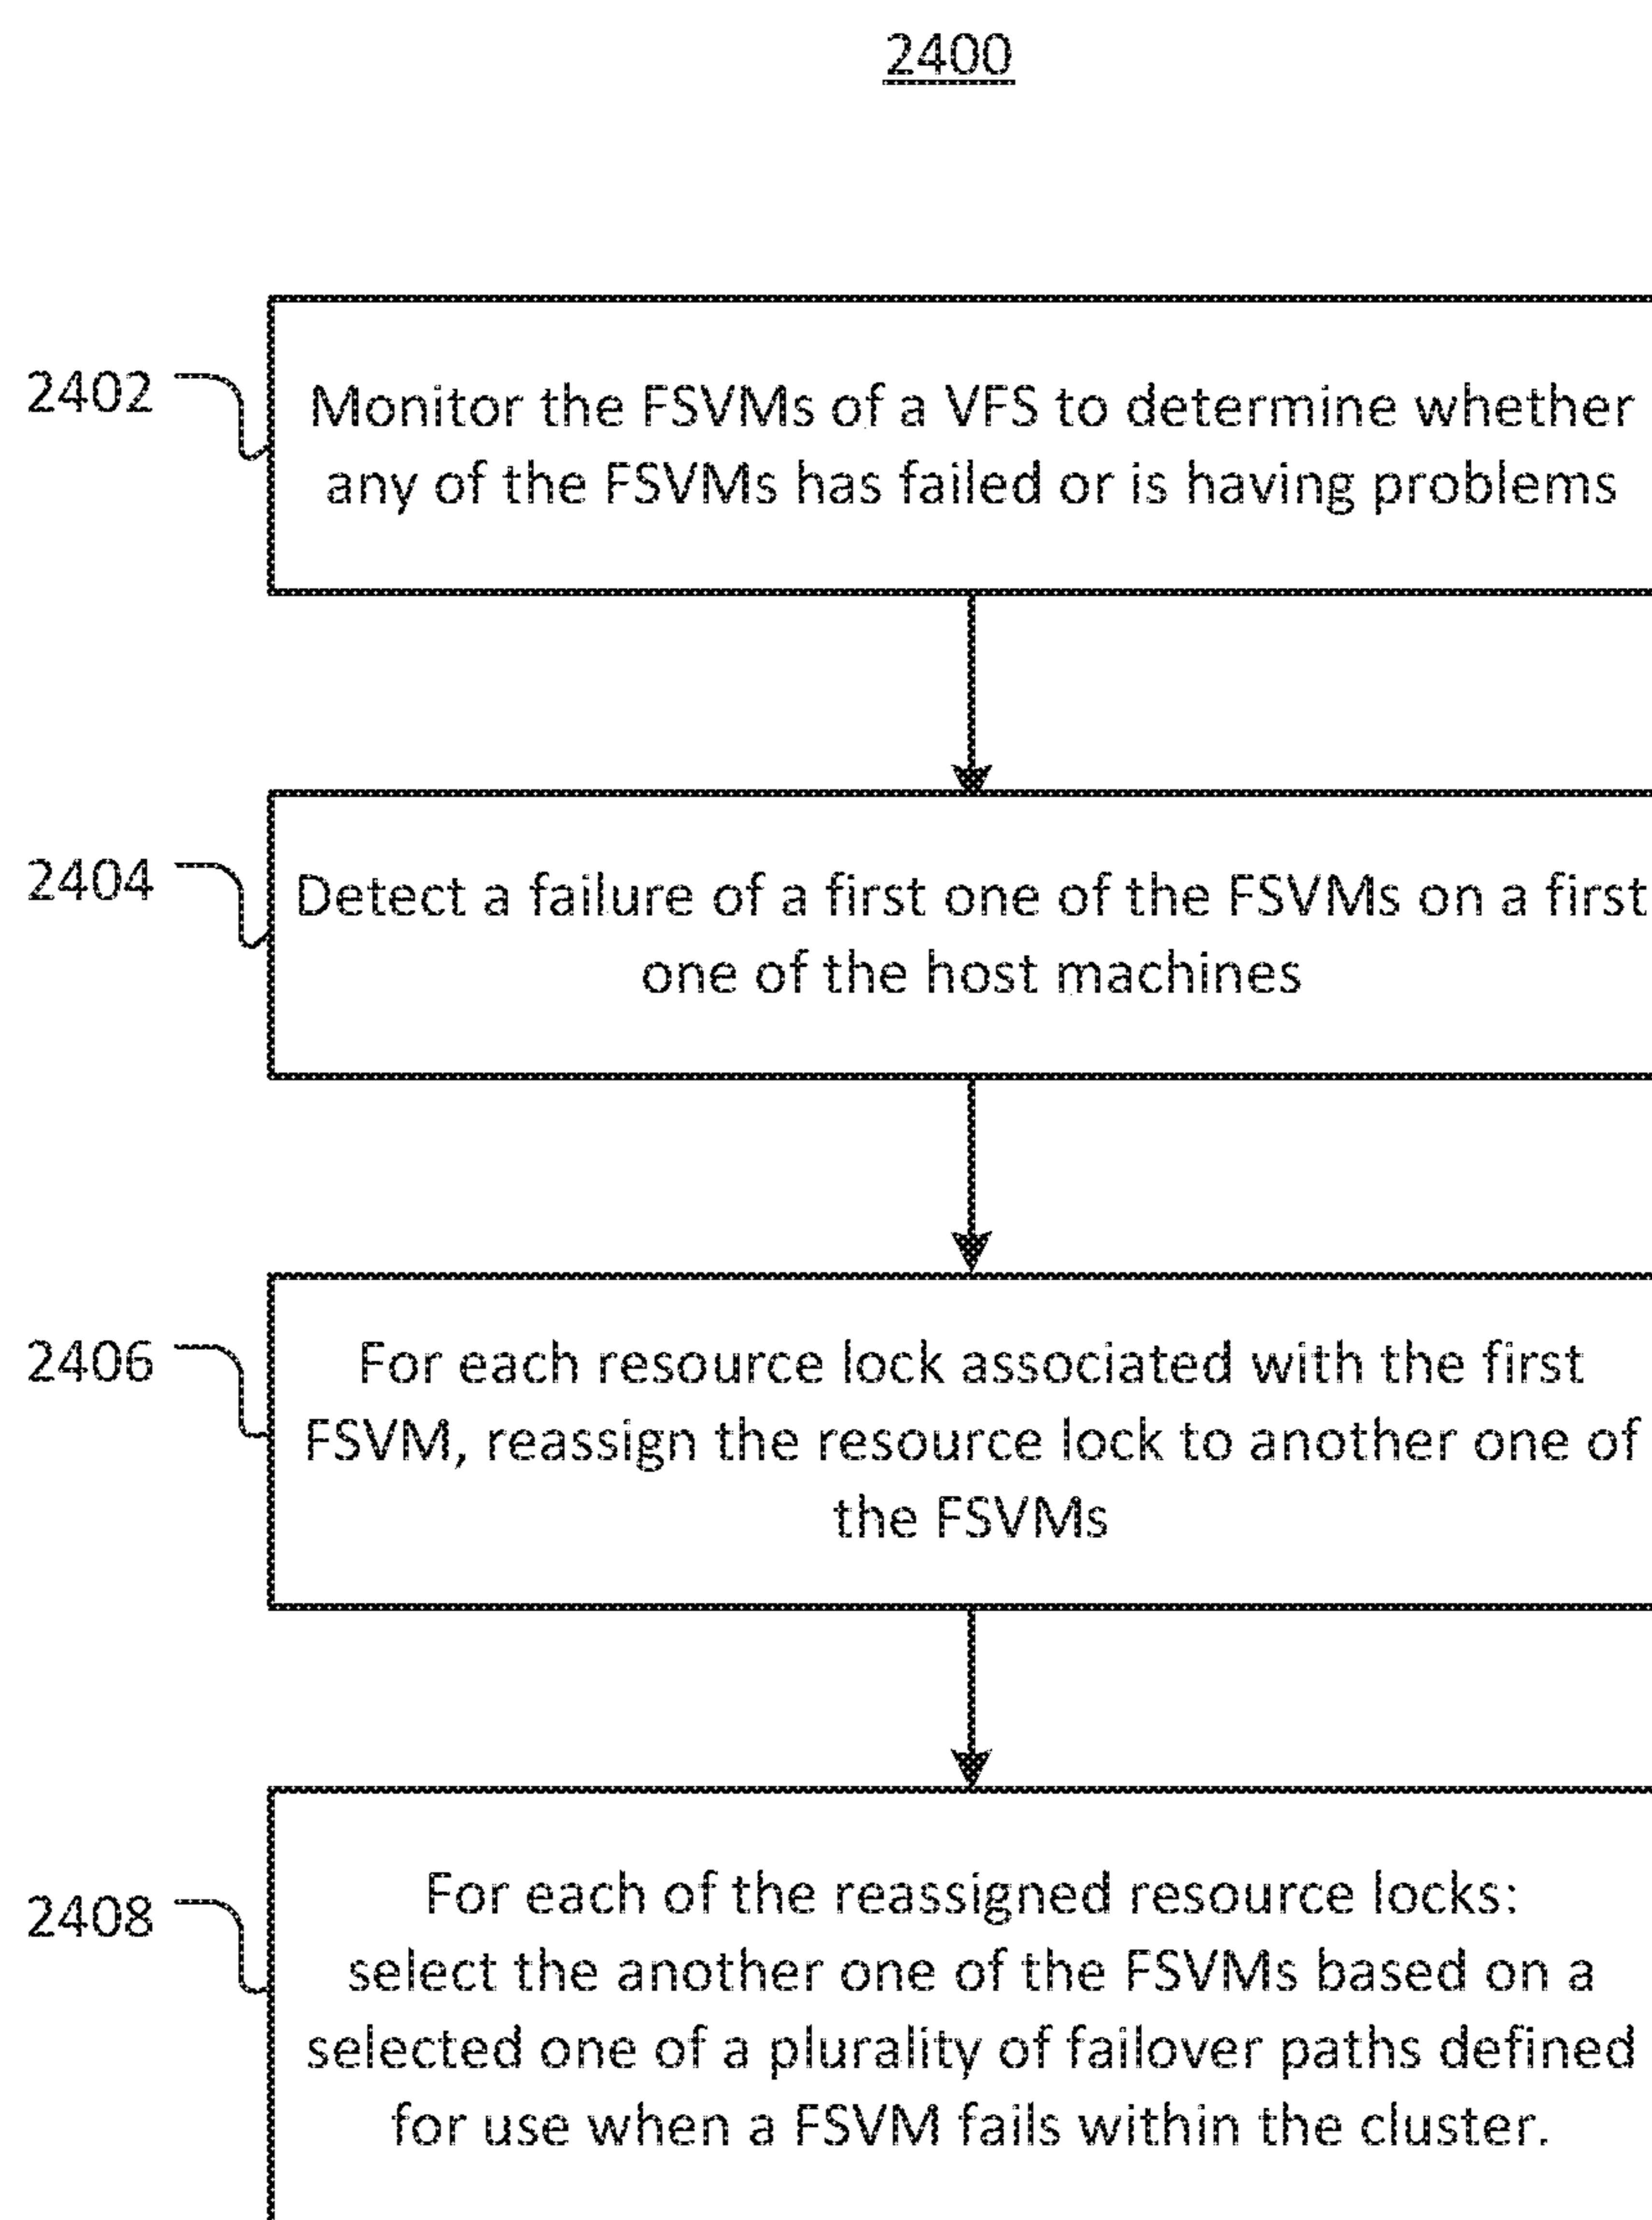 2400
2402
Monitor the FSVMs of a VFS to determine whether
any of the FSVMs has failed or is having problems
2404
Detect a failure of a first one of the FSVMs on a first
one of the host machines
2406
For each resource lock associated with the first
FSVM, reassign the resource lock to another one of
the FSVMs
2408
For each of the reassigned resource locks:
select the another one of the FSVMs based on a
selected one of a plurality of failover paths defined
for use when a FSVM fails within the cluster.